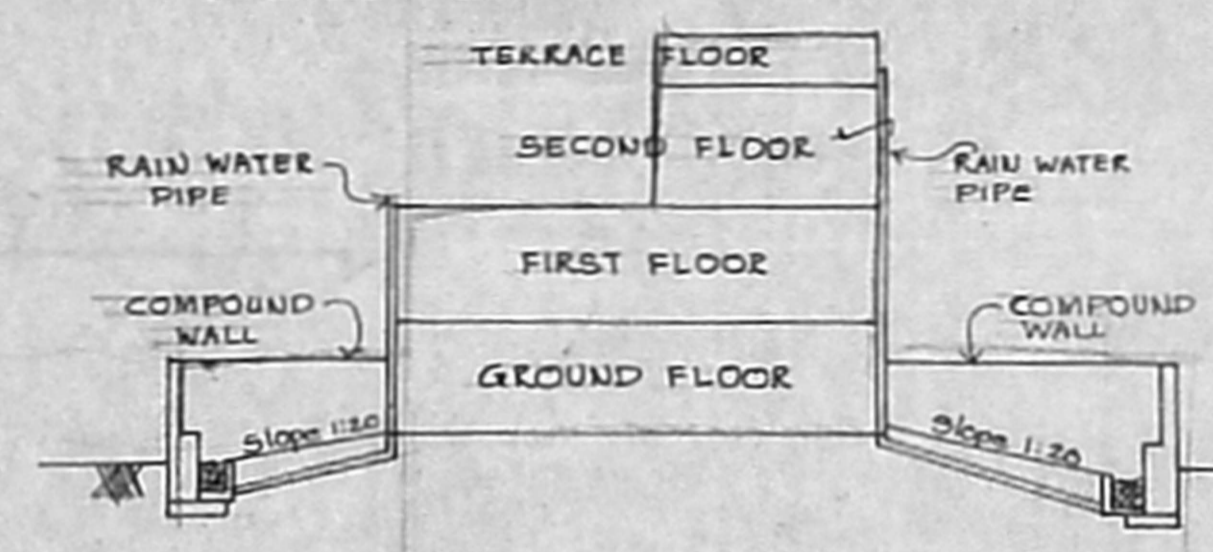 TERRACE FLOOR
SECOND FLOOR
RAIN WATER
PIPE
RAIN WATER
PIPE
FIRST FLOOR
COMPOUND
WALL
COMPOUND
WALL
GROUND FLOOR
Slope 1:20
Slope 1:20